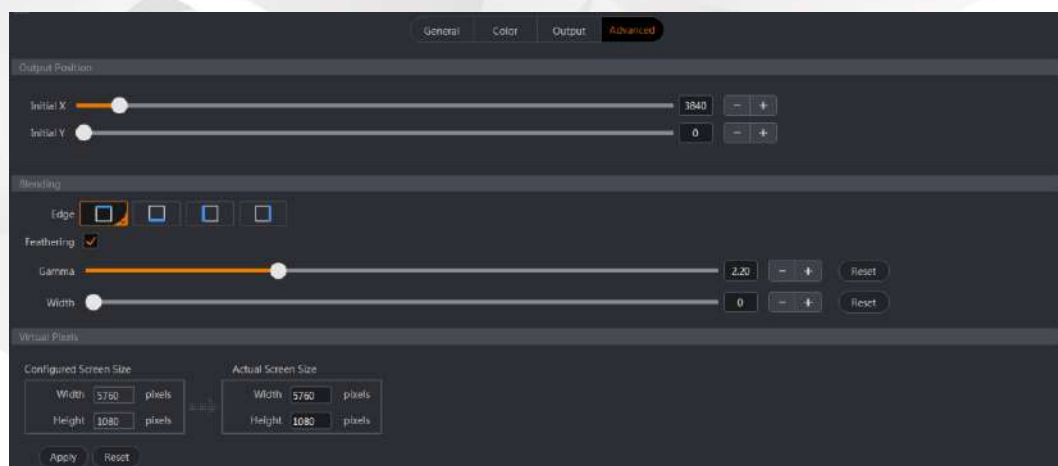 General Color Output Advanced
Output Position
Initial X 3840 - +
Initial Y 0 - +
Blending
Edge
Feathering
Gamma 2.20 - + Reset
Width 0 - + Reset
Virtual Pixels
Configured Screen Size Actual Screen Size
Width 5760 pixels Width 5760 pixels
Height 1080 pixels Height 1080 pixels
Apply Reset